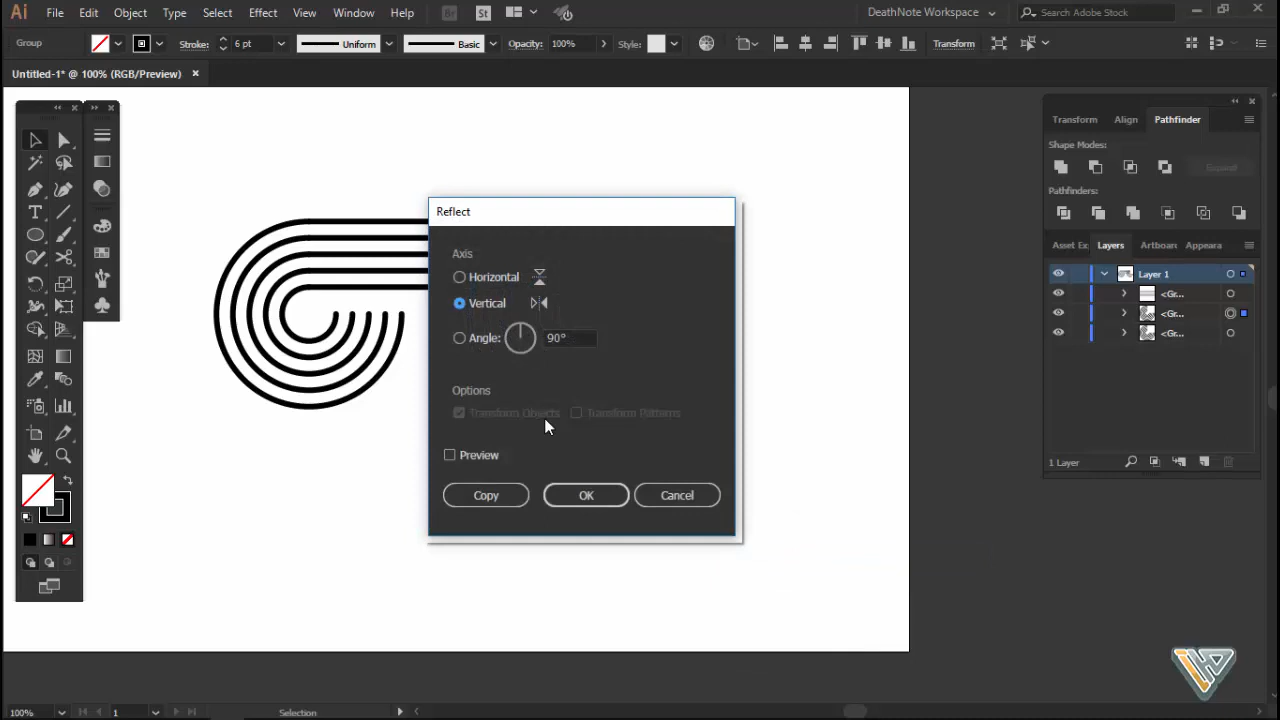 Ai File Edit Object Type Select Effect View Window Help Br St DeathNote Workspace Search Adobe Stock
Group Stroke: 6 pt Uniform Basic Opacity: 100% Style: Transform
Untitled-1* @ 100% (RGB/Preview) ×
Transform Align Pathfinder
Shape Modes:
Expand
Pathfinders:
Asset Ex Layers Artboar Appeara
Layer 1
<Gr...
<Gr...
<Gr...
1 Layer
Reflect
Axis
Horizontal
Vertical
Angle: 90°
Options
Transform Objects Transform Patterns
Preview
Copy OK Cancel
100% 1 Selection